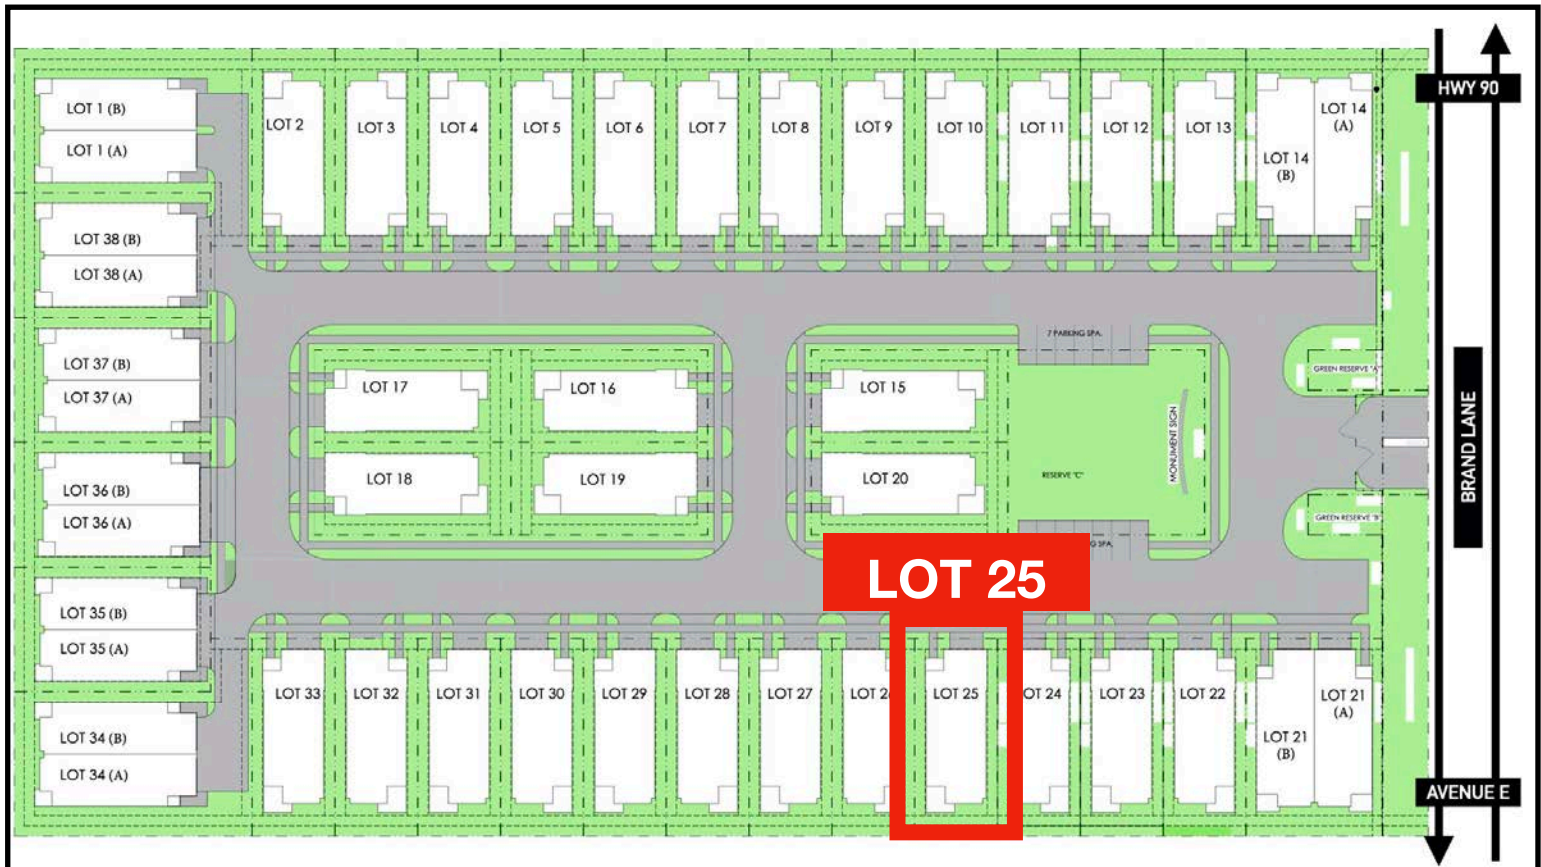 HWY 90
LOT 1 (B)
LOT 1 (A)
LOT 2
LOT 3
LOT 4
LOT 5
LOT 6
LOT 7
LOT 8
LOT 9
LOT 10
LOT 11
LOT 12
LOT 13
LOT 14
(B)
LOT 14
(A)
LOT 38 (B)
LOT 38 (A)
LOT 37 (B)
LOT 37 (A)
LOT 36 (B)
LOT 36 (A)
LOT 35 (B)
LOT 35 (A)
LOT 34 (B)
LOT 34 (A)
LOT 17
LOT 16
LOT 15
LOT 18
LOT 19
LOT 20
7 PARKING SPA.
GREEN RESERVE "A"
MONUMENT SIGN
RESERVE "C"
GREEN RESERVE "B"
SPA.
BRAND LANE
LOT 25
LOT 33
LOT 32
LOT 31
LOT 30
LOT 29
LOT 28
LOT 27
LOT
LOT 25
24
LOT 23
LOT 22
LOT 21
(B)
LOT 21
(A)
AVENUE E